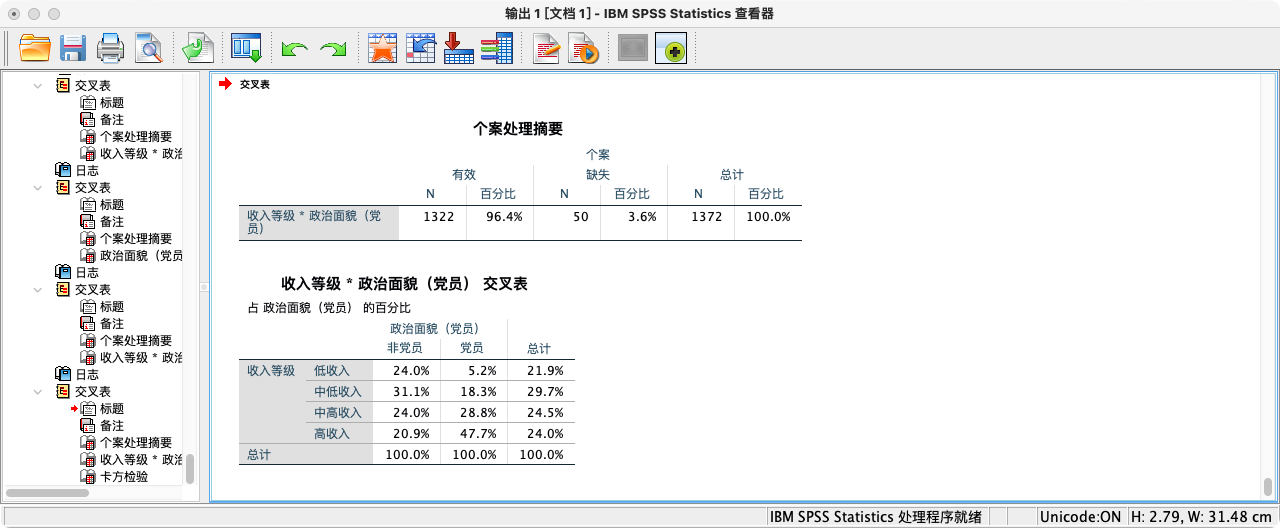 输出 1 [文档 1] - IBM SPSS Statistics 查看器
交叉表
标题
备注
个案处理摘要
收入等级 * 政治
日志
交叉表
标题
备注
个案处理摘要
政治面貌（党员
日志
交叉表
标题
备注
个案处理摘要
收入等级 * 政治
日志
交叉表
标题
备注
个案处理摘要
收入等级 * 政治
卡方检验
交叉表
个案处理摘要
个案
有效 缺失 总计
N 百分比 N 百分比 N 百分比
收入等级 * 政治面貌（党 1322 96.4% 50 3.6% 1372 100.0%
员）
收入等级 * 政治面貌（党员） 交叉表
占 政治面貌（党员） 的百分比
政治面貌（党员）
非党员 党员 总计
收入等级 低收入 24.0% 5.2% 21.9%
中低收入 31.1% 18.3% 29.7%
中高收入 24.0% 28.8% 24.5%
高收入 20.9% 47.7% 24.0%
总计 100.0% 100.0% 100.0%
IBM SPSS Statistics 处理程序就绪 Unicode:ON H: 2.79, W: 31.48 cm